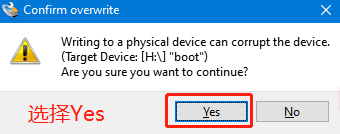 Confirm overwrite
Writing to a physical device can corrupt the device.
(Target Device: [H:\] "boot")
Are you sure you want to continue?
选择Yes
Yes
No